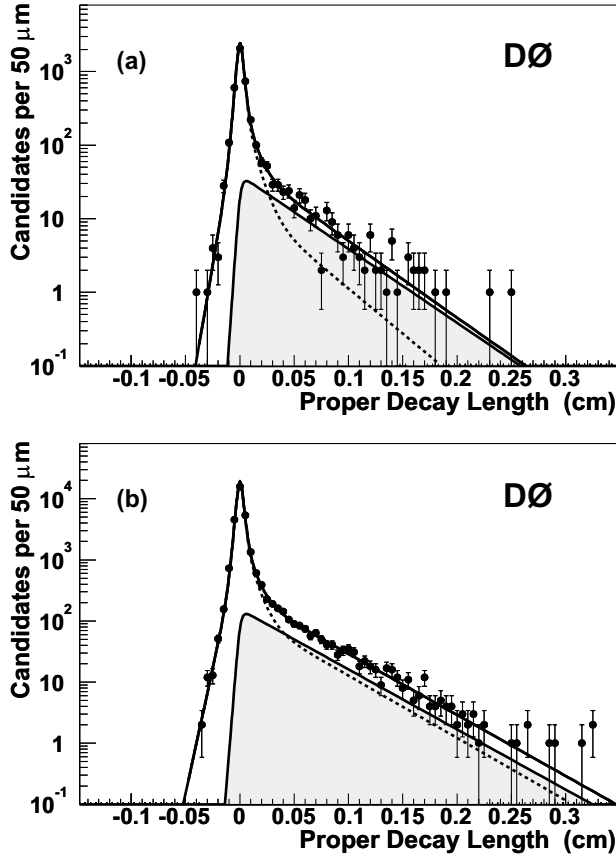 Candidates per 50 μm
(a)
DØ
10³
10²
10
1
10⁻¹
-0.1 -0.05 0 0.05 0.1 0.15 0.2 0.25 0.3
Proper Decay Length (cm)
Candidates per 50 μm
(b)
DØ
10⁴
10³
10²
10
1
10⁻¹
-0.1 -0.05 0 0.05 0.1 0.15 0.2 0.25 0.3
Proper Decay Length (cm)